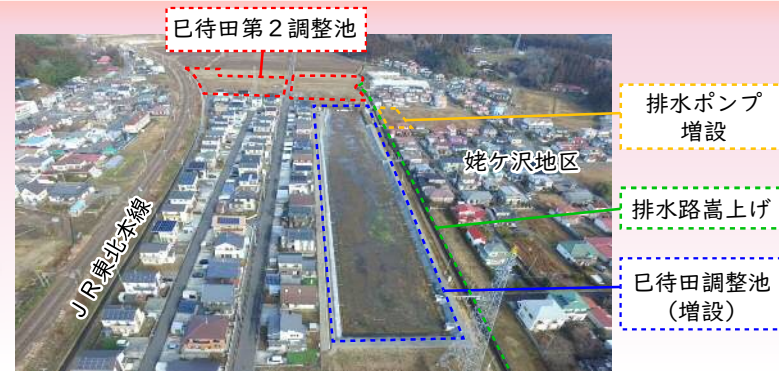 巳待田第２調整池
排水ポンプ
増設
姥ケ沢地区
排水路嵩上げ
ＪＲ東北本線
巳待田調整池
（増設）